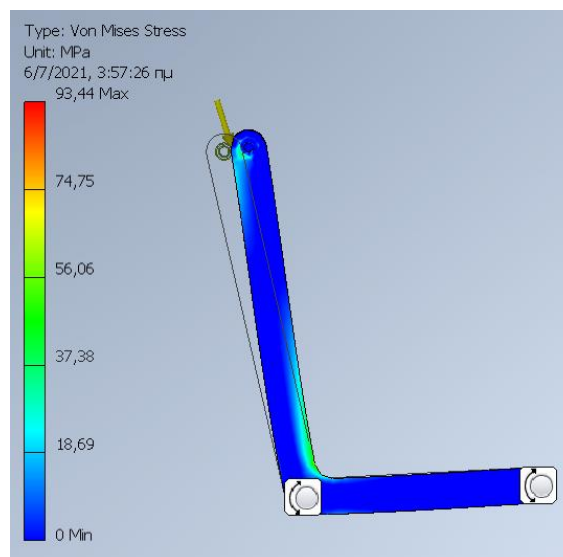 Type: Von Mises Stress
Unit: MPa
6/7/2021, 3:57:26 πμ
93,44 Max
74,75
56,06
37,38
18,69
0 Min